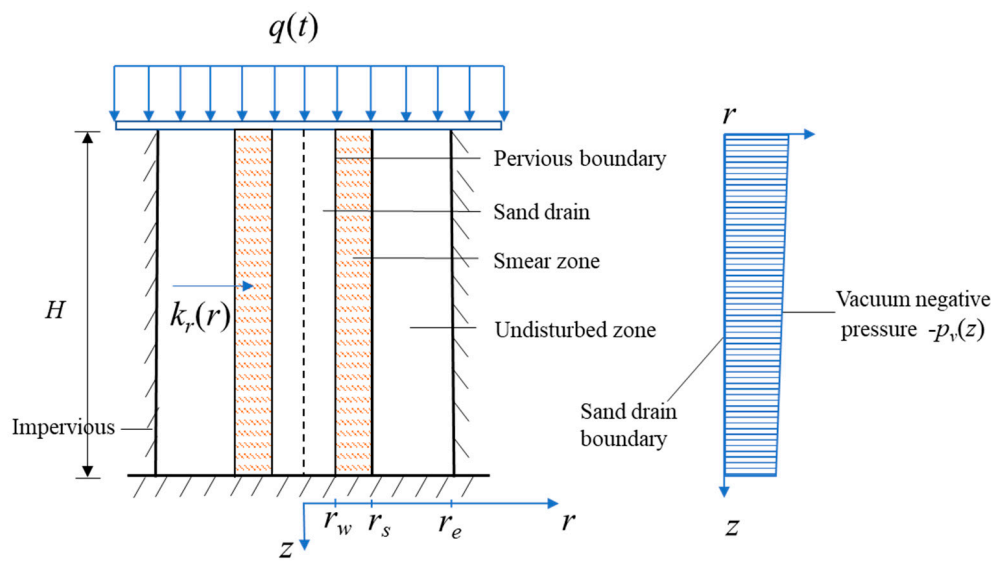 q(t)
r
Pervious boundary
Sand drain
Smear zone
H
k_r(r)
Undisturbed zone
Vacuum negative
pressure -p_v(z)
Sand drain
boundary
Impervious
r_w r_s r_e r
z
z